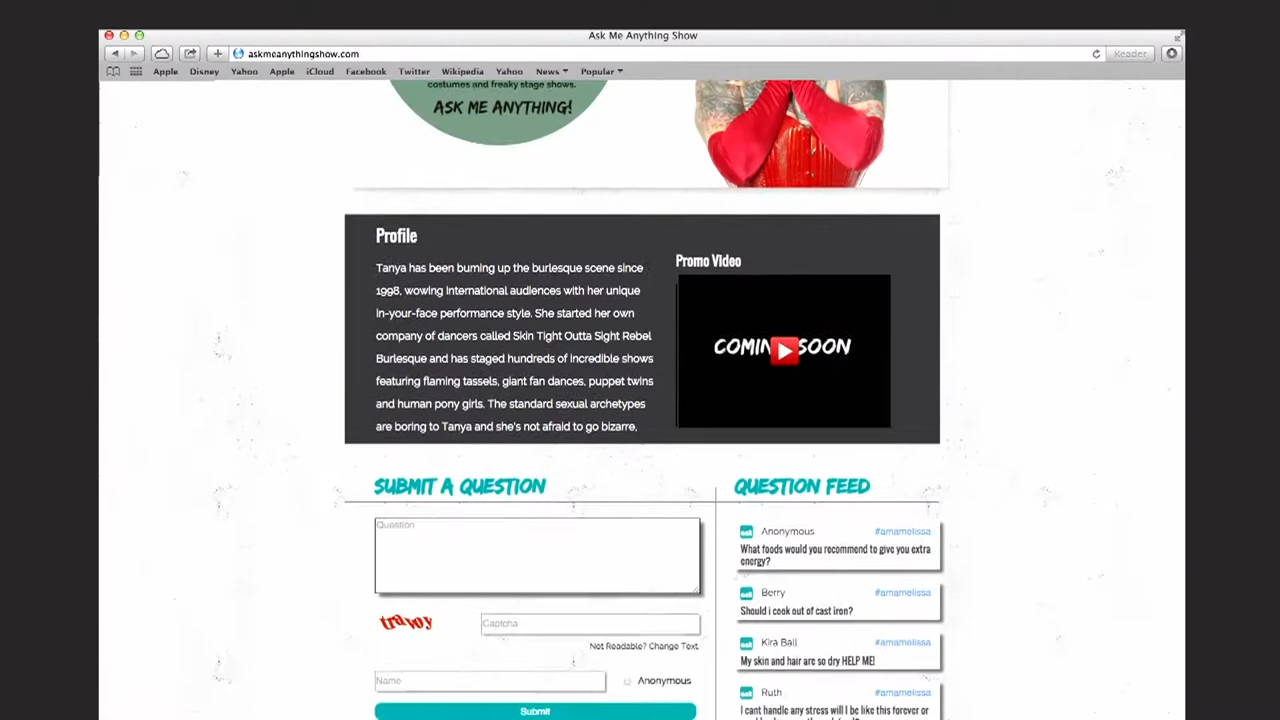 Ask Me Anything Show
askmeanythingshow.com
Reader
Apple Disney Yahoo Apple iCloud Facebook Twitter Wikipedia Yahoo News Popular
costumes and freaky stage shows.
ASK ME ANYTHING!
Profile
Tanya has been burning up the burlesque scene since
1998, wowing international audiences with her unique
in-your-face performance style. She started her own
company of dancers called Skin Tight Outta Sight Rebel
Burlesque and has staged hundreds of incredible shows
featuring flaming tassels, giant fan dances, puppet twins
and human pony girls. The standard sexual archetypes
are boring to Tanya and she's not afraid to go bizarre,
Promo Video
COMING SOON
SUBMIT A QUESTION
Question
travoy
Captcha
Not Readable? Change Text.
Name
Anonymous
Submit
QUESTION FEED
ask Anonymous #amamelissa
What foods would you recommend to give you extra
energy?
ask Berry #amamelissa
Should i cook out of cast iron?
ask Kira Ball #amamelissa
My skin and hair are so dry HELP ME!
ask Ruth #amamelissa
I cant handle any stress will I be like this forever or